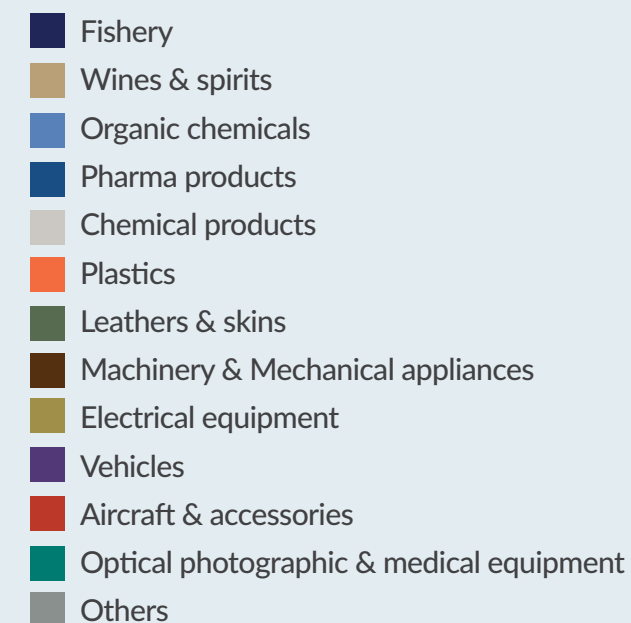 Fishery
Wines & spirits
Organic chemicals
Pharma products
Chemical products
Plastics
Leathers & skins
Machinery & Mechanical appliances
Electrical equipment
Vehicles
Aircraft & accessories
Optical photographic & medical equipment
Others